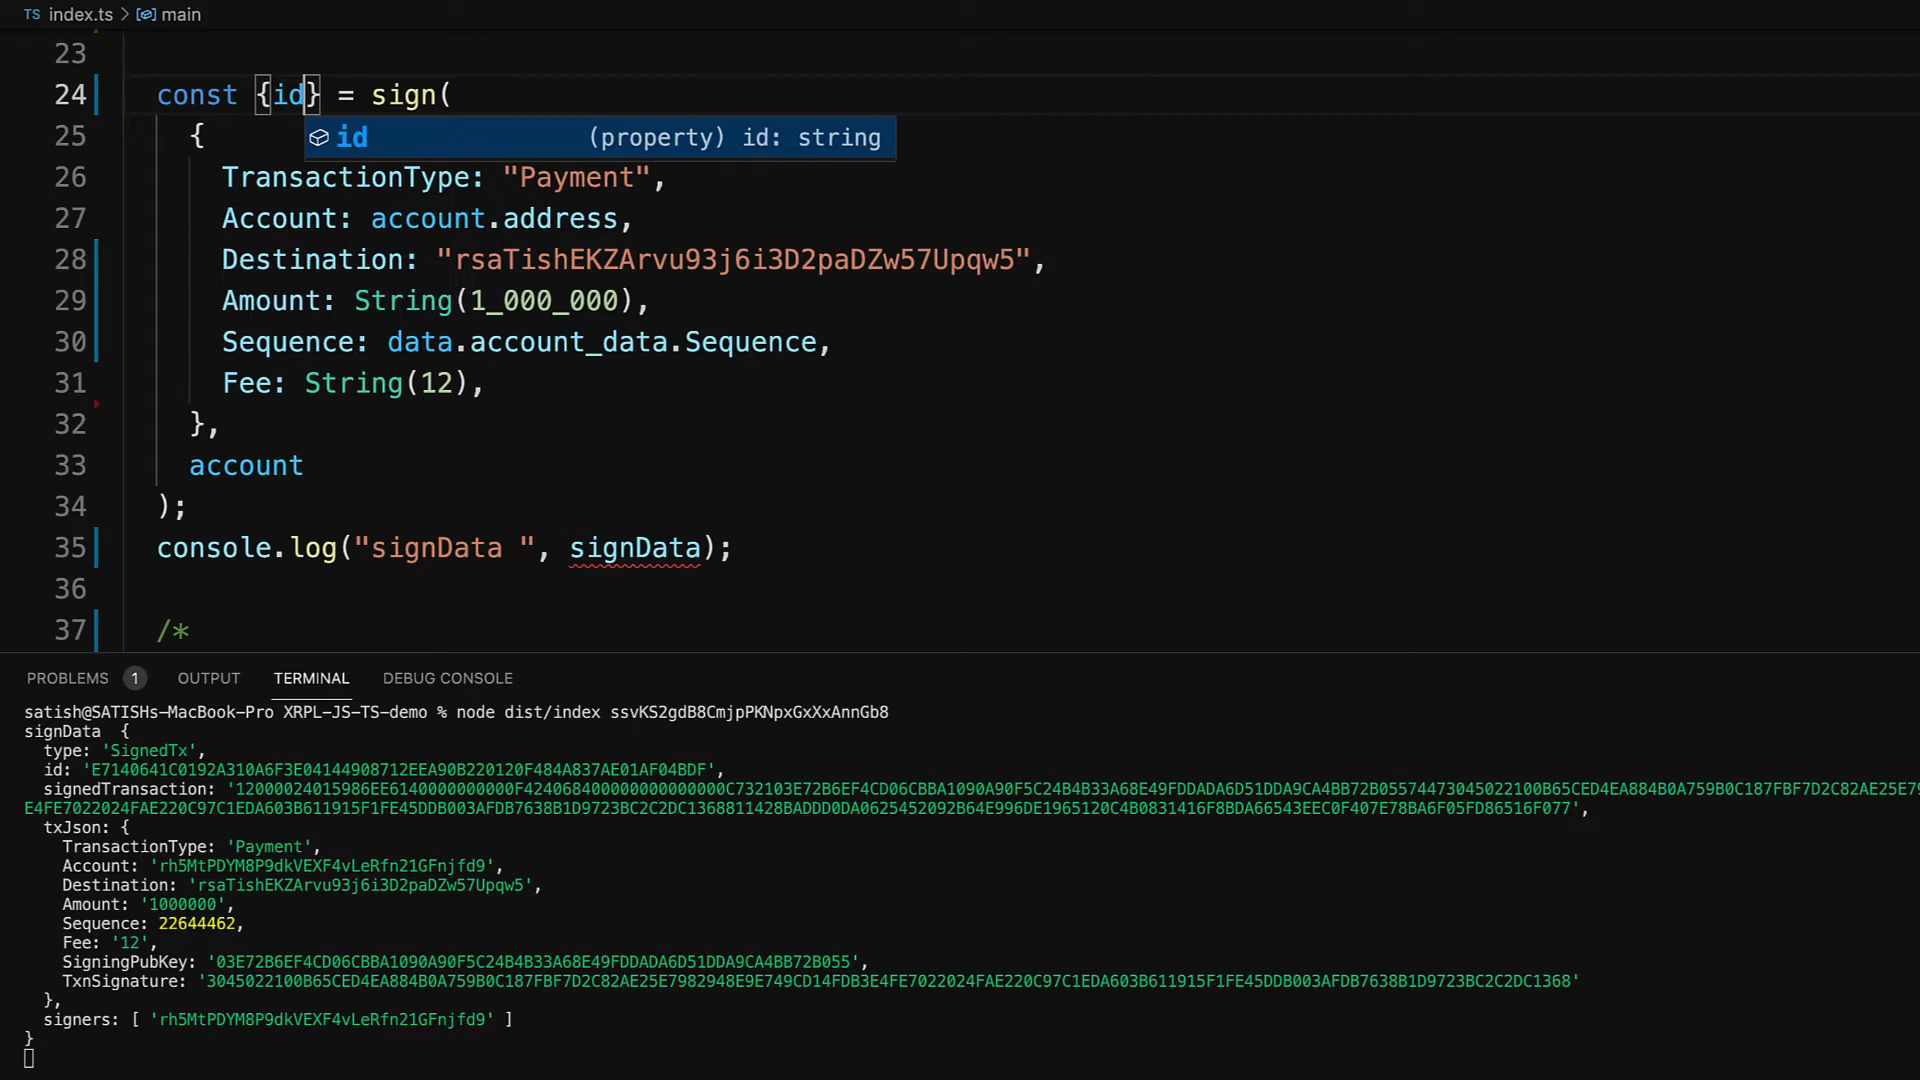 TS index.ts > main
23
24 const {id} = sign(
25 {
id (property) id: string
26 TransactionType: "Payment",
27 Account: account.address,
28 Destination: "rsaTishEKZArvu93j6i3D2paDZw57Upqw5",
29 Amount: String(1_000_000),
30 Sequence: data.account_data.Sequence,
31 Fee: String(12),
32 },
33 account
34 );
35 console.log("signData ", signData);
36
37 /*
PROBLEMS 1 OUTPUT TERMINAL DEBUG CONSOLE
satish@SATISHs-MacBook-Pro XRPL-JS-TS-demo % node dist/index ssvKS2gdB8CmjpPKNpxGxXxAnnGb8
signData {
type: 'SignedTx',
id: 'E7140641C0192A310A6F3E04144908712EEA90B220120F484A837AE01AF04BDF',
signedTransaction: '12000024015986EE6140000000000F424068400000000000000C732103E72B6EF4CD06CBBA1090A90F5C24B4B33A68E49FDDADA6D51DDA9CA4BB72B05574473045022100B65CED4EA884B0A759B0C187FBF7D2C82AE25E79
E4FE7022024FAE220C97C1EDA603B611915F1FE45DDB003AFDB7638B1D9723BC2C2DC1368811428BADDD0DA0625452092B64E996DE1965120C4B0831416F8BDA66543EEC0F407E78BA6F05FD86516F077',
txJson: {
TransactionType: 'Payment',
Account: 'rh5MtPDYM8P9dkVEXF4vLeRfn21GFnjfd9',
Destination: 'rsaTishEKZArvu93j6i3D2paDZw57Upqw5',
Amount: '1000000',
Sequence: 22644462,
Fee: '12',
SigningPubKey: '03E72B6EF4CD06CBBA1090A90F5C24B4B33A68E49FDDADA6D51DDA9CA4BB72B055',
TxnSignature: '3045022100B65CED4EA884B0A759B0C187FBF7D2C82AE25E7982948E9E749CD14FDB3E4FE7022024FAE220C97C1EDA603B611915F1FE45DDB003AFDB7638B1D9723BC2C2DC1368'
},
signers: [ 'rh5MtPDYM8P9dkVEXF4vLeRfn21GFnjfd9' ]
}